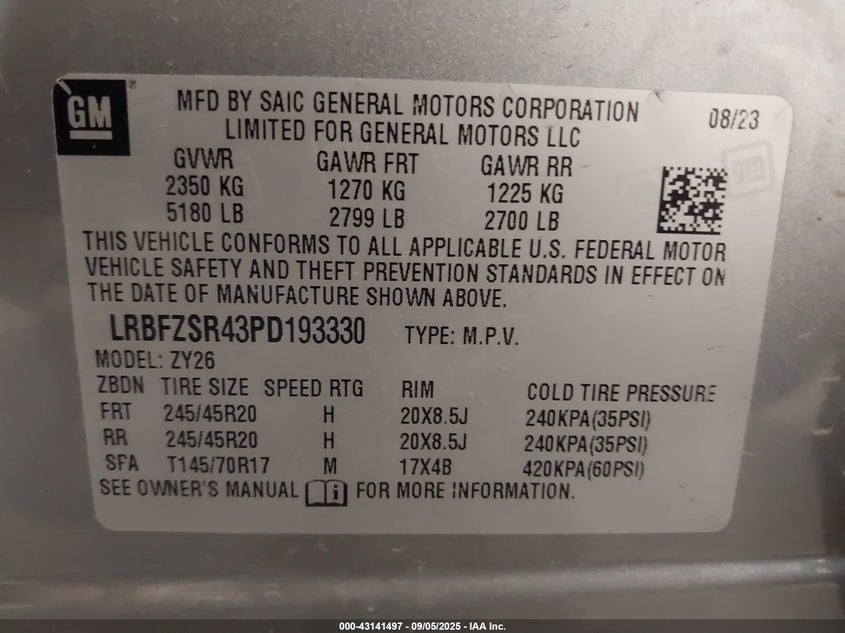 GM
MFD BY SAIC GENERAL MOTORS CORPORATION 08/23
LIMITED FOR GENERAL MOTORS LLC
GVWR GAWR FRT GAWR RR
2350 KG 1270 KG 1225 KG
5180 LB 2799 LB 2700 LB
THIS VEHICLE CONFORMS TO ALL APPLICABLE U.S. FEDERAL MOTOR
VEHICLE SAFETY AND THEFT PREVENTION STANDARDS IN EFFECT ON
THE DATE OF MANUFACTURE SHOWN ABOVE.
LRBFZSR43PD193330 TYPE: M.P.V.
MODEL: ZY26
ZBDN TIRE SIZE SPEED RTG RIM COLD TIRE PRESSURE
FRT 245/45R20 H 20X8.5J 240KPA(35PSI)
RR 245/45R20 H 20X8.5J 240KPA(35PSI)
SFA T145/70R17 M 17X4B 420KPA(60PSI)
SEE OWNER'S MANUAL i FOR MORE INFORMATION.
000-43141497 - 09/05/2025 - IAA Inc.